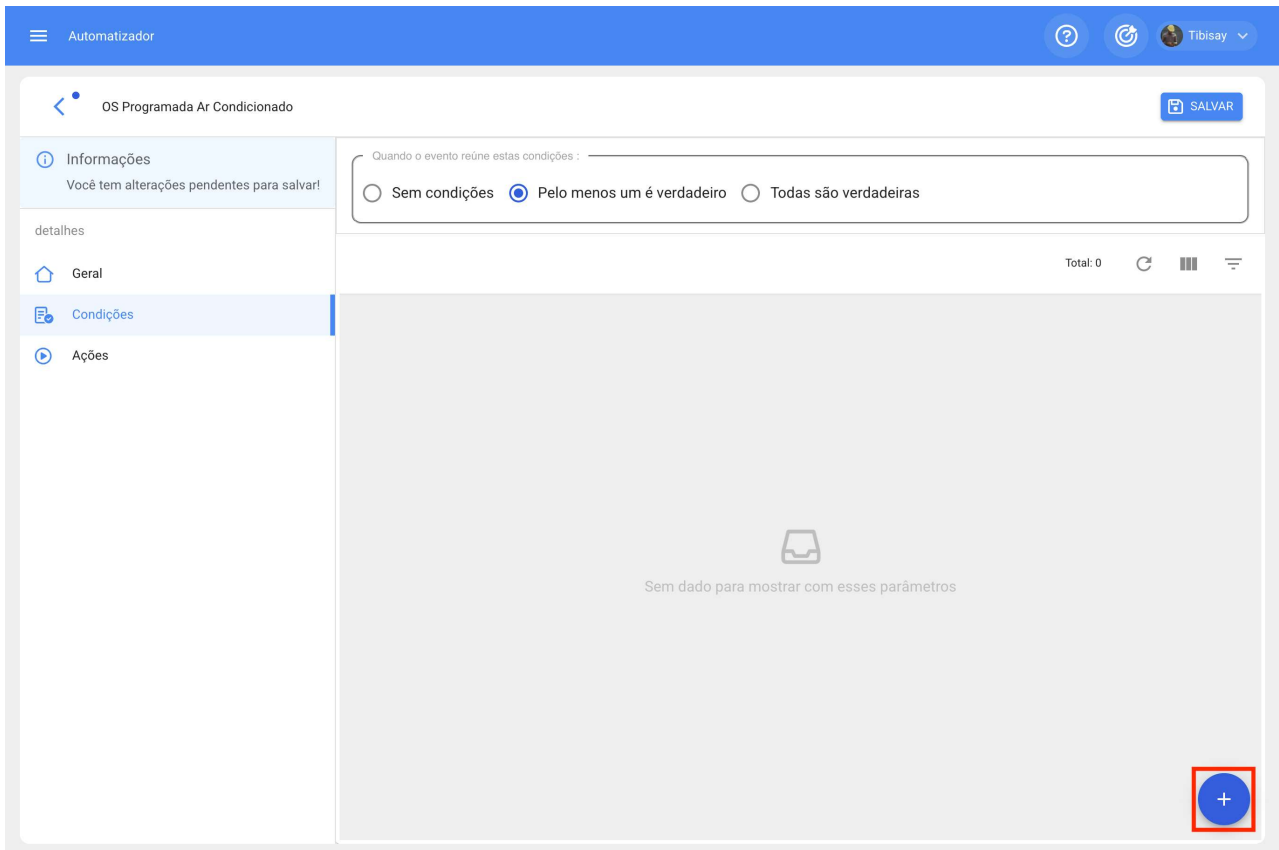 Automatizador
Tibisay
OS Programada Ar Condicionado
SALVAR
Informações
Você tem alterações pendentes para salvar!
detalhes
Geral
Condições
Ações
Quando o evento reúne estas condições :
Sem condições Pelo menos um é verdadeiro Todas são verdadeiras
Total: 0
Sem dado para mostrar com esses parâmetros